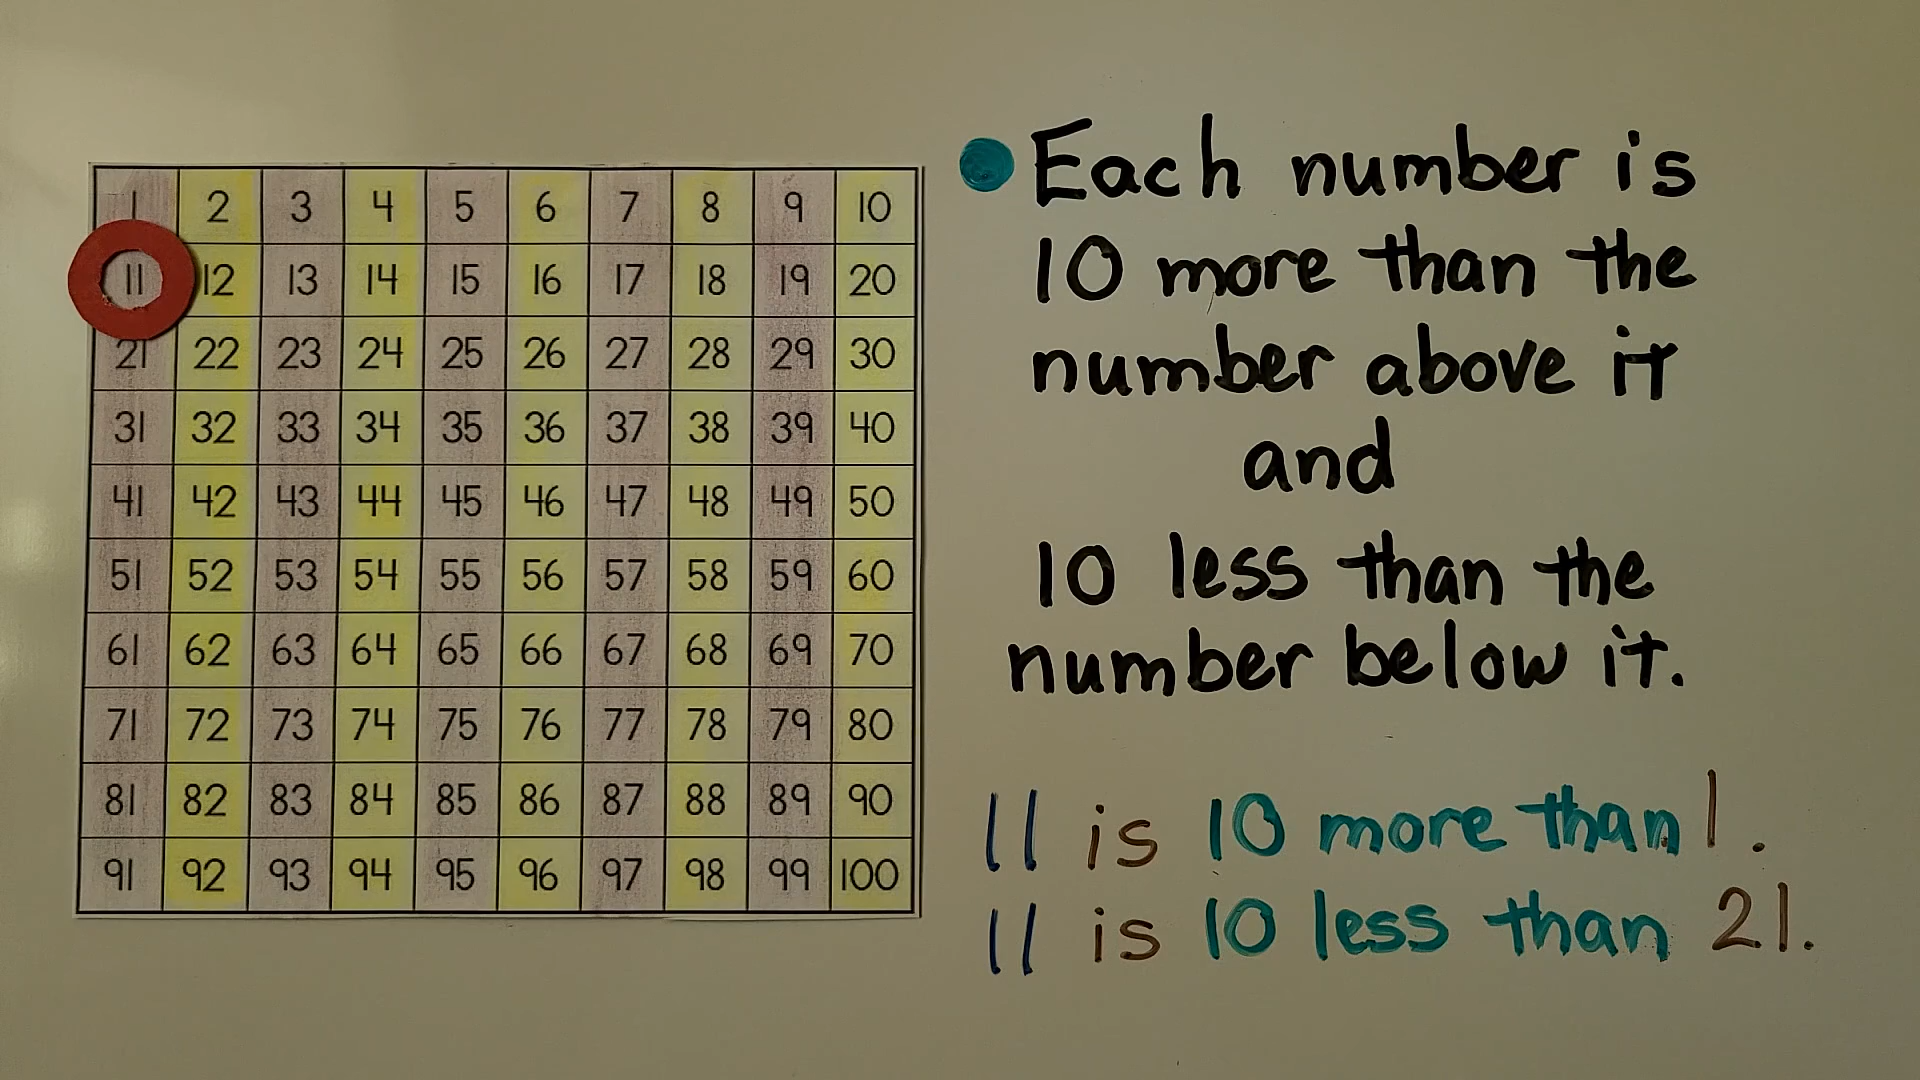 1 2 3 4 5 6 7 8 9 10
11 12 13 14 15 16 17 18 19 20
21 22 23 24 25 26 27 28 29 30
31 32 33 34 35 36 37 38 39 40
41 42 43 44 45 46 47 48 49 50
51 52 53 54 55 56 57 58 59 60
61 62 63 64 65 66 67 68 69 70
71 72 73 74 75 76 77 78 79 80
81 82 83 84 85 86 87 88 89 90
91 92 93 94 95 96 97 98 99 100
Each number is
10 more than the
number above it
and
10 less than the
number below it.
11 is 10 more than 1.
11 is 10 less than 21.